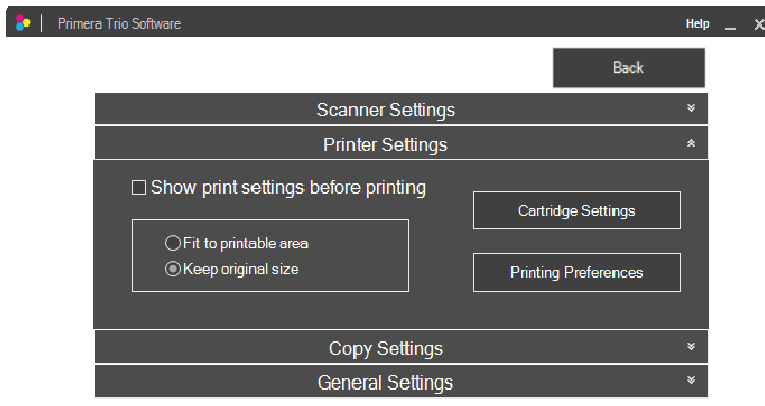 Primera Trio Software
Help
X
Back
Scanner Settings
Printer Settings
Show print settings before printing
Cartridge Settings
Fit to printable area
Keep original size
Printing Preferences
Copy Settings
General Settings